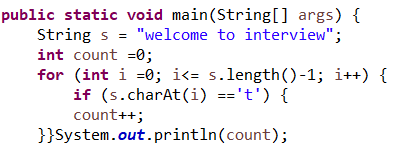 public static void main(String[] args) {
String s = "welcome to interview";
int count =0;
for (int i =0; i<= s.length()-1; i++) {
if (s.charAt(i) =='t') {
count++;
}}System.out.println(count);